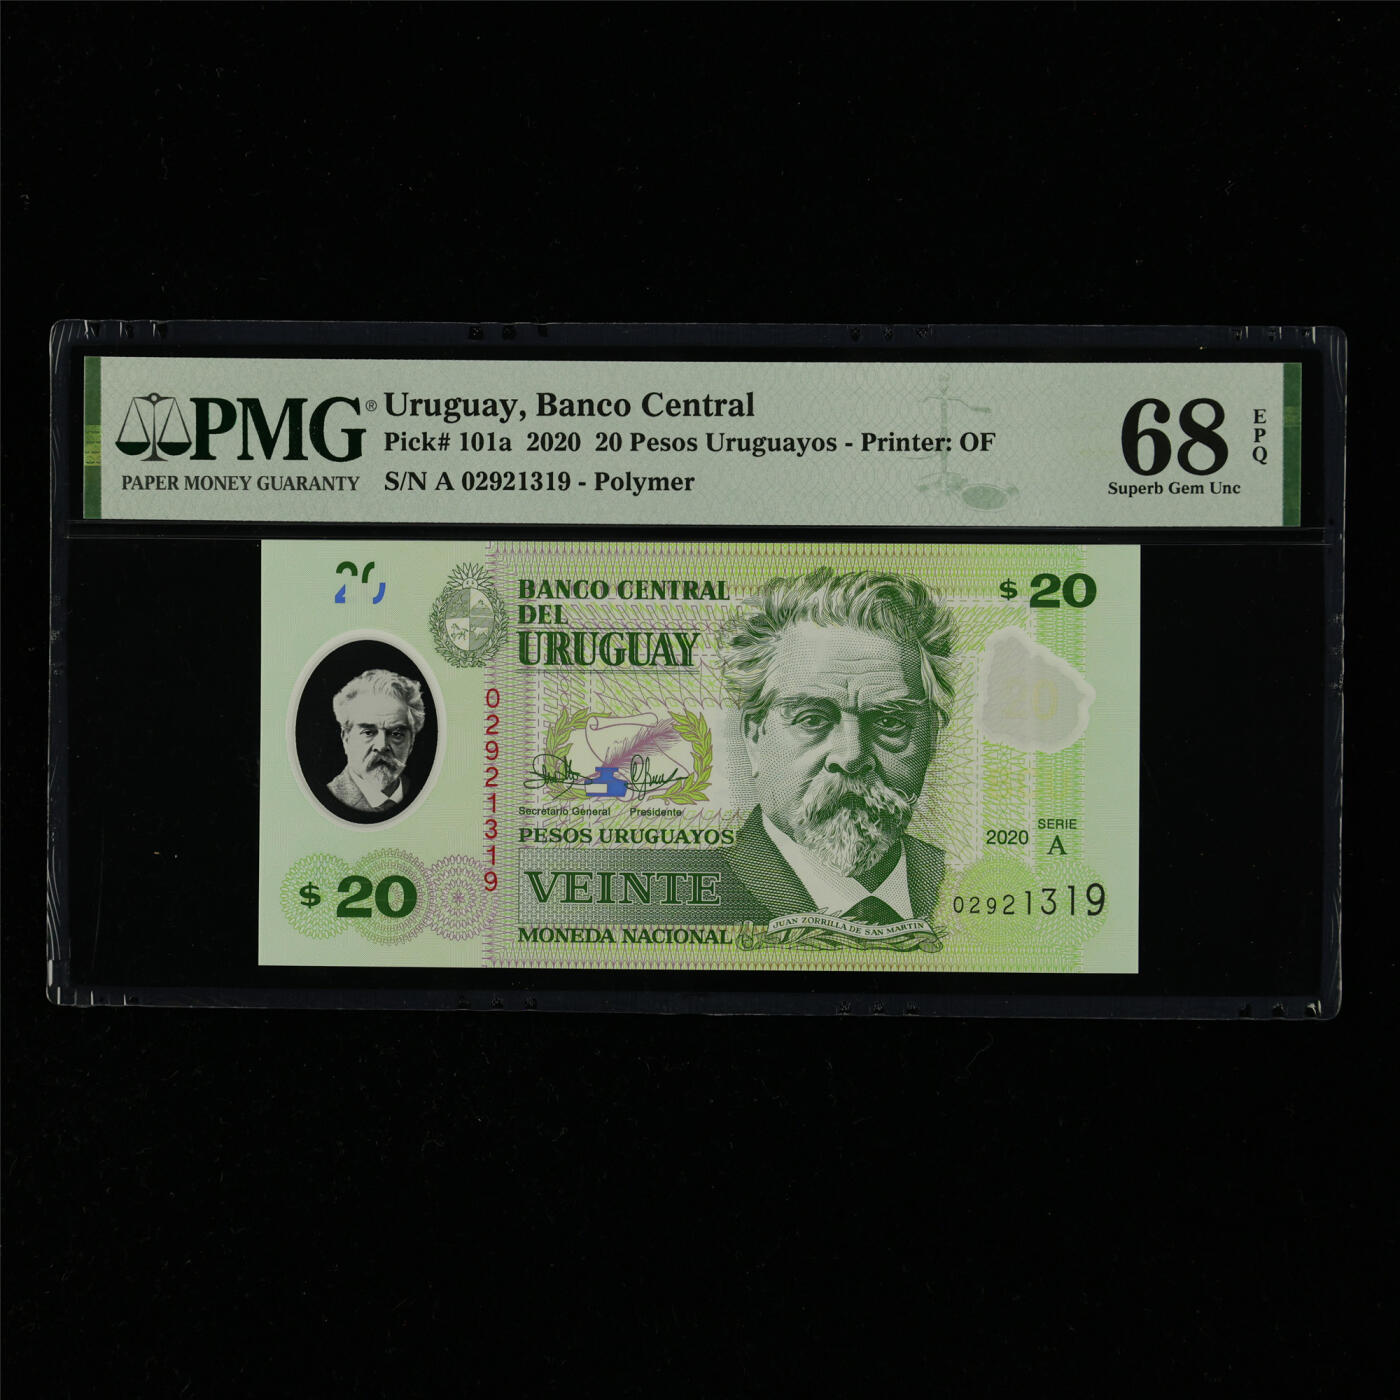 PMG®
PAPER MONEY GUARANTY
Uruguay, Banco Central
Pick# 101a 2020 20 Pesos Uruguayos - Printer: OF
S/N A 02921319 - Polymer
68
EPQ
Superb Gem Unc
20
BANCO CENTRAL
DEL
URUGUAY
$ 20
20
02921319
Secretario General Presidente
PESOS URUGUAYOS
VEINTE
MONEDA NACIONAL
$ 20
JUAN ZORRILLA DE SAN MARTIN
2020 SERIE
A
02921319